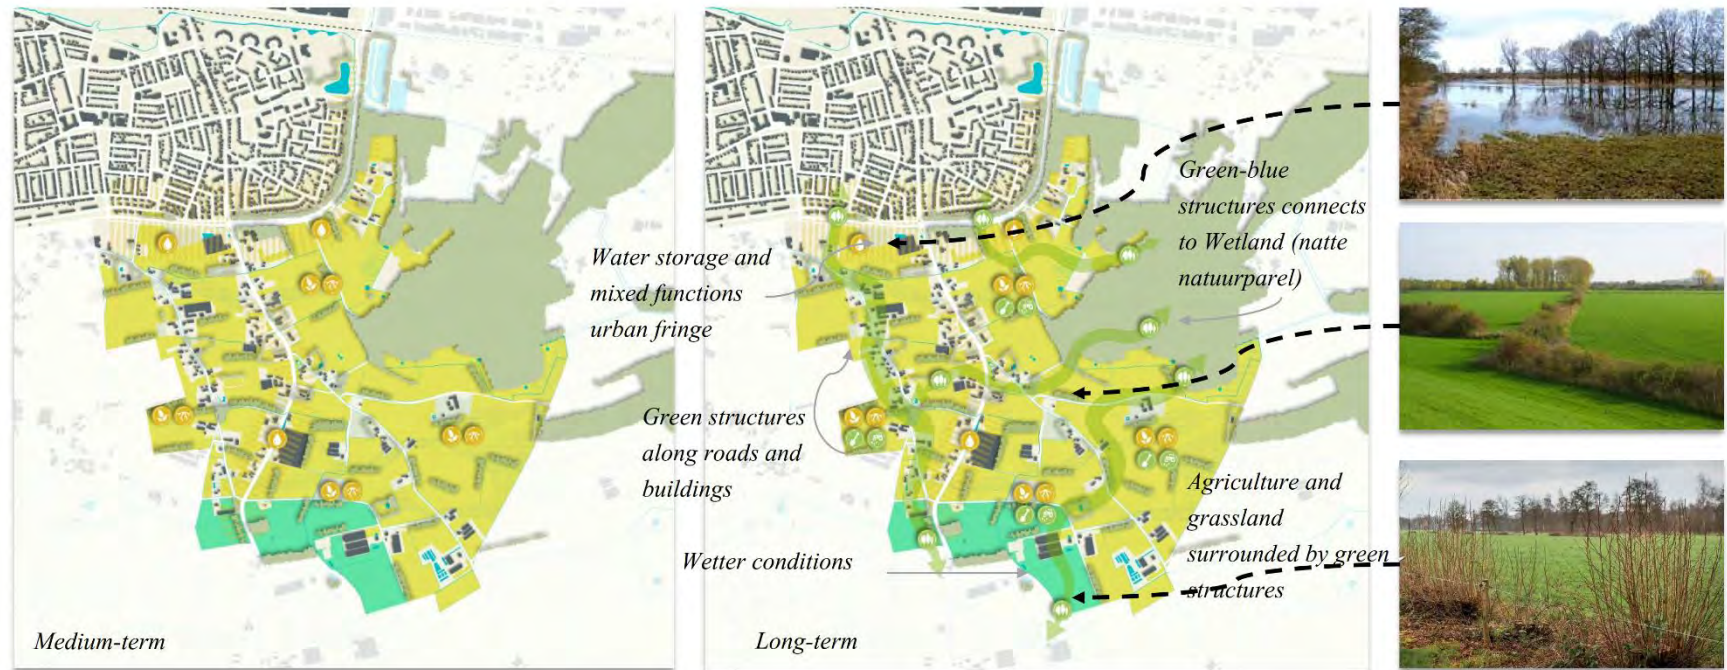 Green-blue
structures connects
to Wetland (natte
natuurparel)
Water storage and
mixed functions
urban fringe
Green structures
along roads and
buildings
Agriculture and
grassland
surrounded by green
structures
Wetter conditions
Medium-term
Long-term